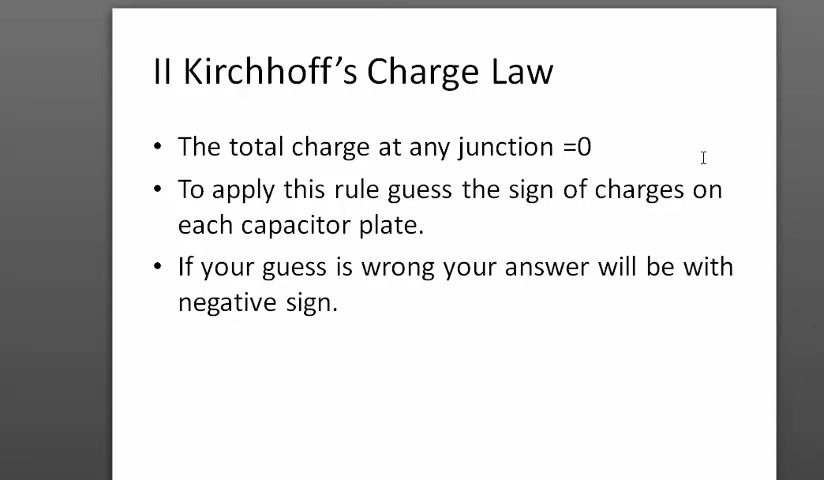 II Kirchhoff's Charge Law
• The total charge at any junction =0
• To apply this rule guess the sign of charges on
each capacitor plate.
• If your guess is wrong your answer will be with
negative sign.